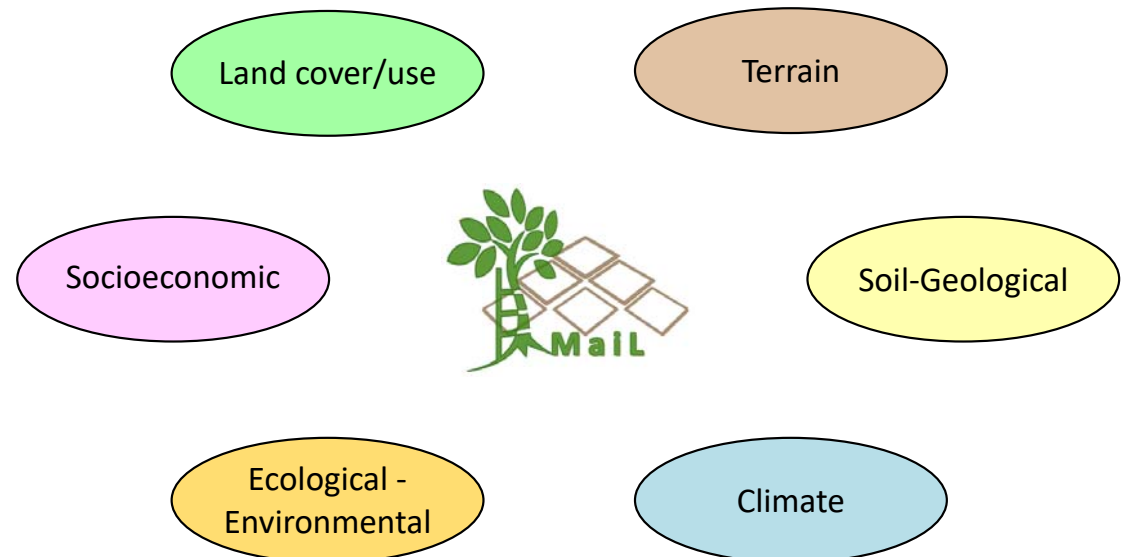 Land cover/use
Terrain
Socioeconomic
MaiL
Soil-Geological
Ecological -
Environmental
Climate